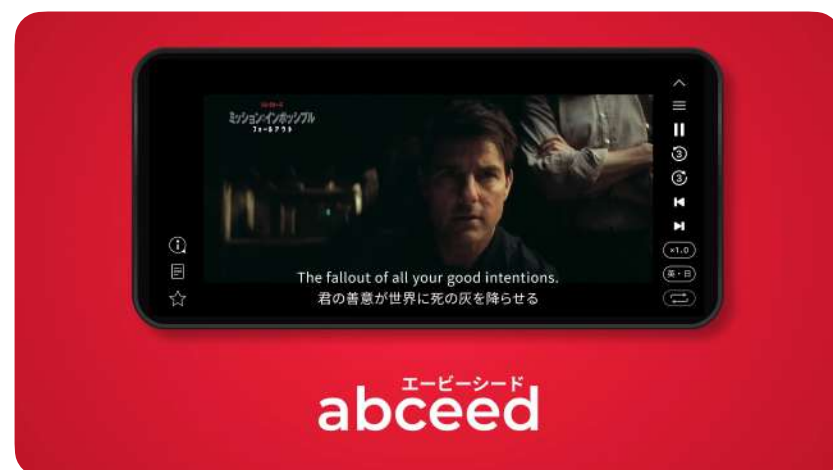 ミッション:インポッシブル
フォールアウト
3
3
×1.0
英・日
The fallout of all your good intentions.
君の善意が世界に死の灰を降らせる
エービーシード
abceed